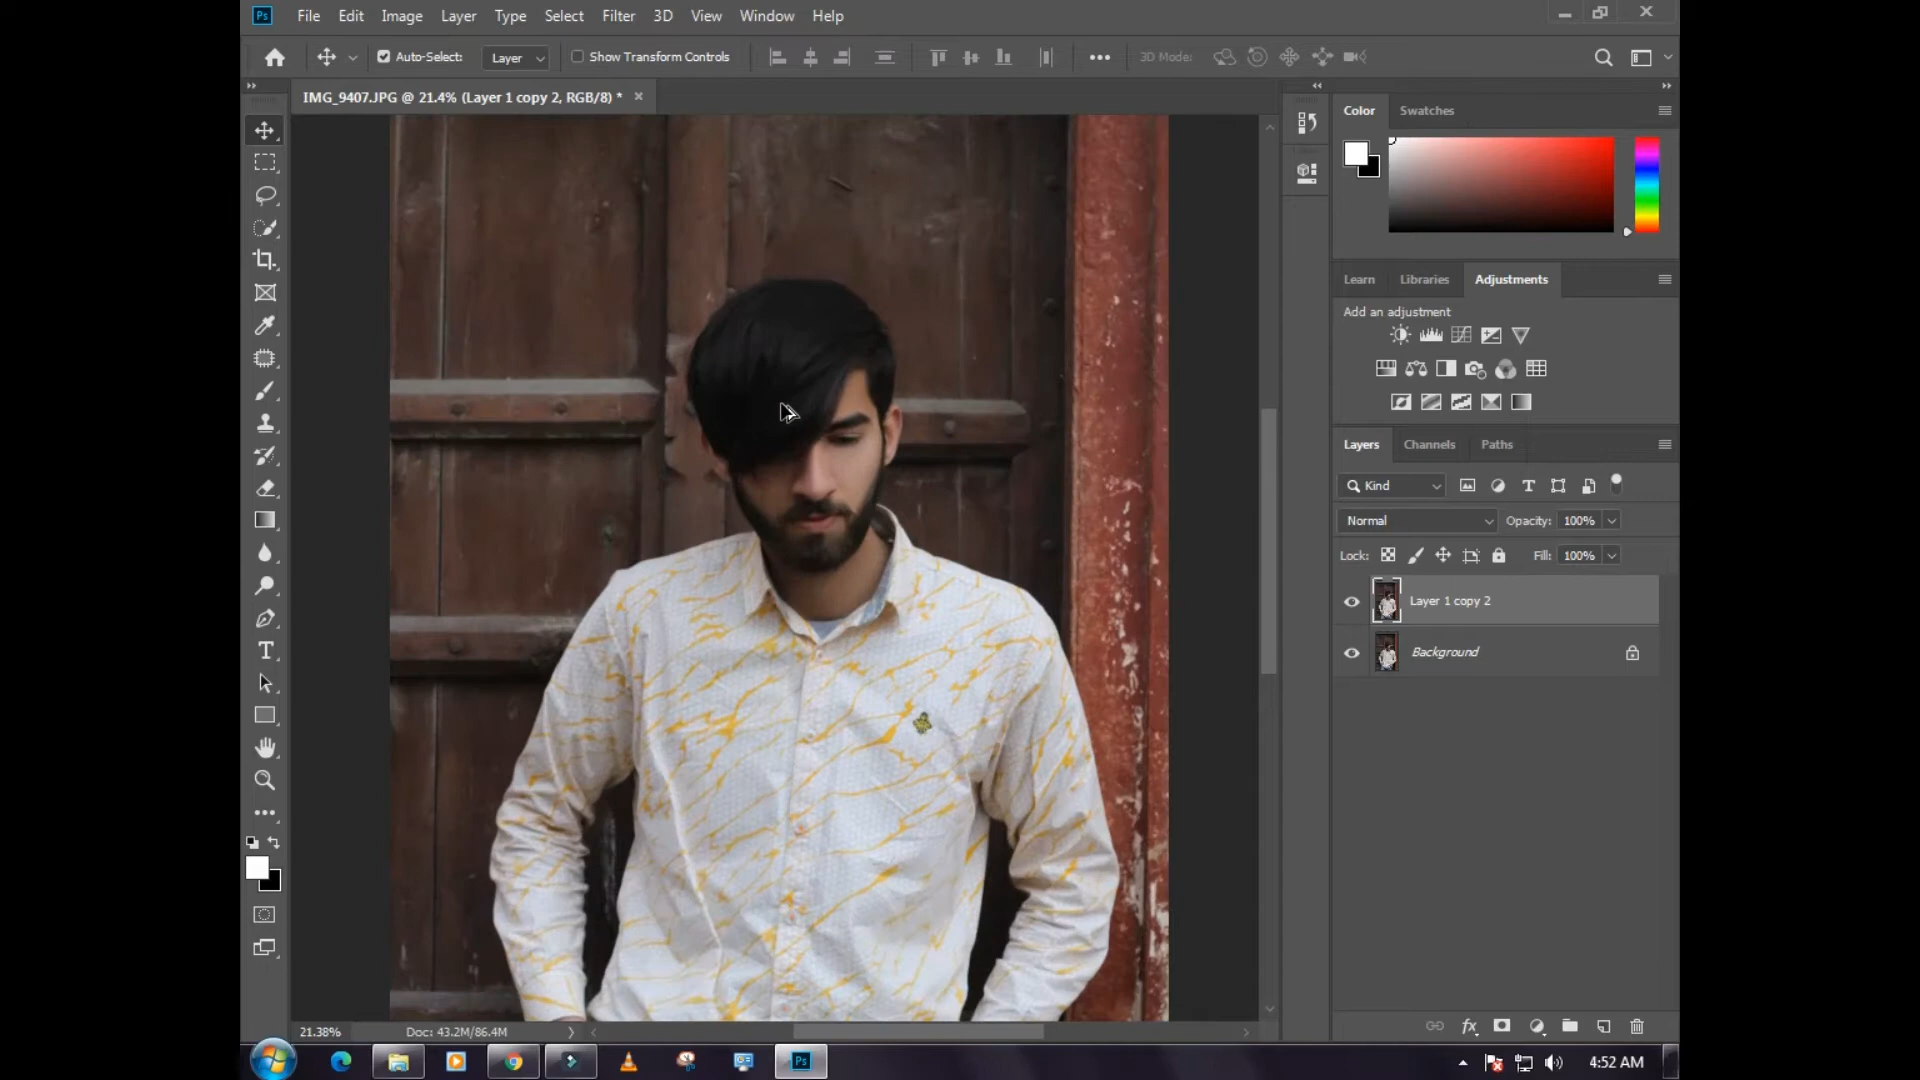 Ps File Edit Image Layer Type Select Filter 3D View Window Help
Auto-Select: Layer Show Transform Controls 3D Mode:
IMG_9407.JPG @ 21.4% (Layer 1 copy 2, RGB/8) *
Color Swatches
Learn Libraries Adjustments
Add an adjustment
Layers Channels Paths
Kind
Normal Opacity: 100%
Lock: Fill: 100%
Layer 1 copy 2
Background
21.38% Doc: 43.2M/86.4M
Ps 4:52 AM